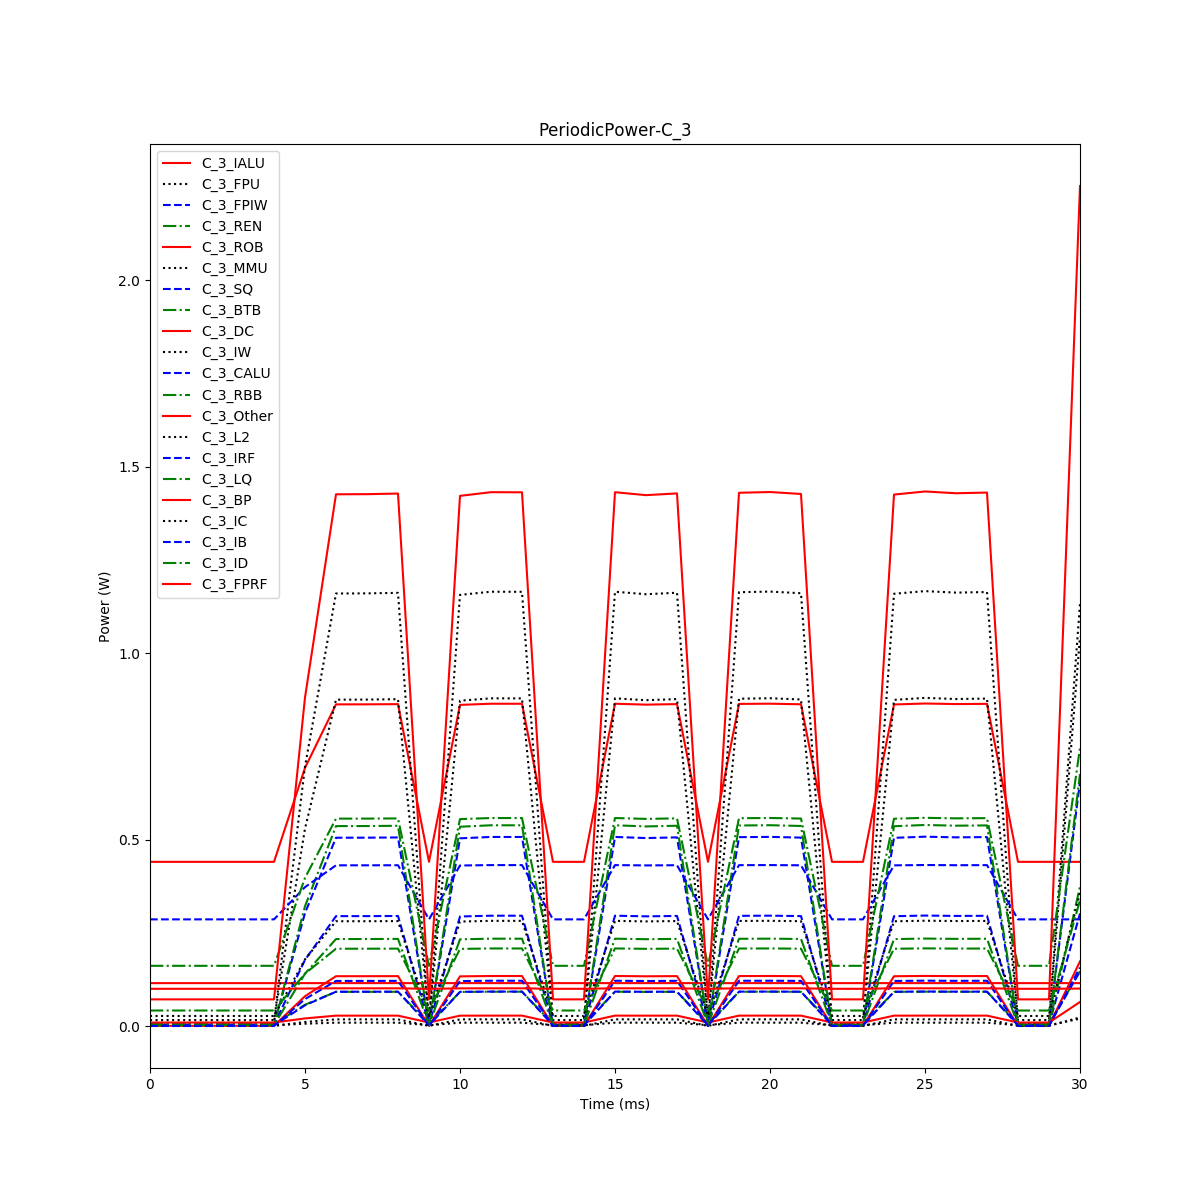 PeriodicPower-C_3
C_3_IALU
C_3_FPU
C_3_FPIW
C_3_REN
C_3_ROB
C_3_MMU
C_3_SQ
C_3_BTB
C_3_DC
C_3_IW
C_3_CALU
C_3_RBB
C_3_Other
C_3_L2
C_3_IRF
C_3_LQ
C_3_BP
C_3_IC
C_3_IB
C_3_ID
C_3_FPRF
2.0
1.5
1.0
0.5
0.0
Power (W)
0 5 10 15 20 25 30
Time (ms)